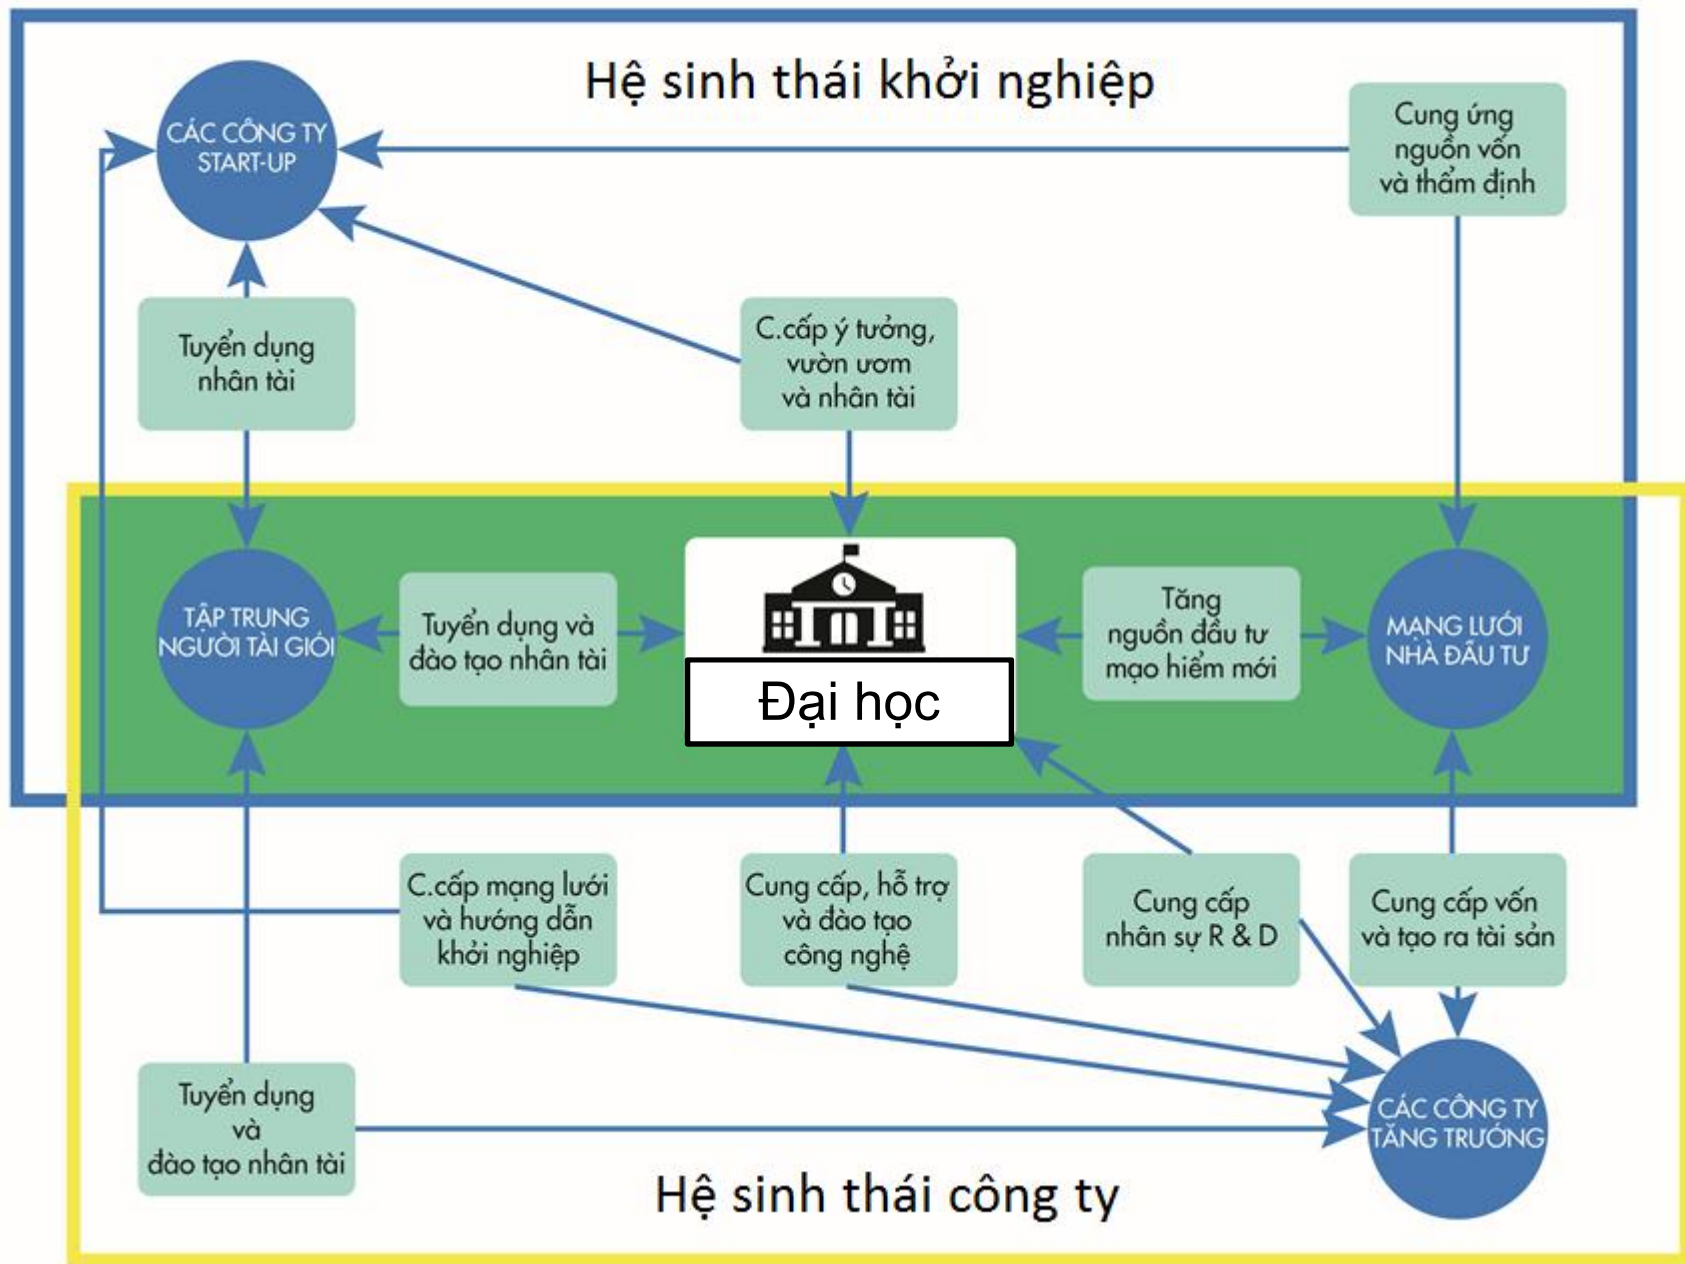 Hệ sinh thái khởi nghiệp
CÁC CÔNG TY
START-UP
Cung ứng
nguồn vốn
và thẩm định
Tuyển dụng
nhân tài
C.cấp ý tưởng,
vườn ươm
và nhân tài
TẬP TRUNG
NGƯỜI TÀI GIỎI
Tuyển dụng và
đào tạo nhân tài
Đại học
Tăng
nguồn đầu tư
mạo hiểm mới
MẠNG LƯỚI
NHÀ ĐẦU TƯ
C.cấp mạng lưới
và hướng dẫn
khởi nghiệp
Cung cấp, hỗ trợ
và đào tạo
công nghệ
Cung cấp
nhân sự R & D
Cung cấp vốn
và tạo ra tài sản
Tuyển dụng
và
đào tạo nhân tài
CÁC CÔNG TY
TĂNG TRƯỞNG
Hệ sinh thái công ty